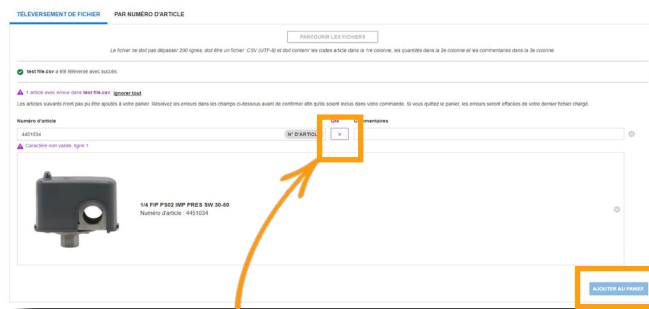 TÉLÉVERSEMENT DE FICHIER PAR NUMÉRO D'ARTICLE
PARCOURIR LES FICHIERS
Le fichier ne doit pas dépasser 200 lignes, doit être un fichier .CSV (UTF-8) et doit contenir les codes article dans la 1re colonne, les quantités dans la 2e colonne et les commentaires dans la 3e colonne.
test file.csv a été téléversé avec succès.
1 article avec erreur dans test file.csv Ignorer tout
Les articles suivants n'ont pas pu être ajoutés à votre panier. Résolvez les erreurs dans les champs ci-dessous avant de confirmer afin qu'ils soient inclus dans votre commande. Si vous quittez le panier, les erreurs seront effacées de votre dernier fichier chargé.
Numéro d'article Qté Commentaires
4451034 N° D'ARTICL a
Caractère non valide, ligne 1
1/4 FIP PS02 IMP PRES SW 30-50
Numéro d'article : 4451034
AJOUTER AU PANIER